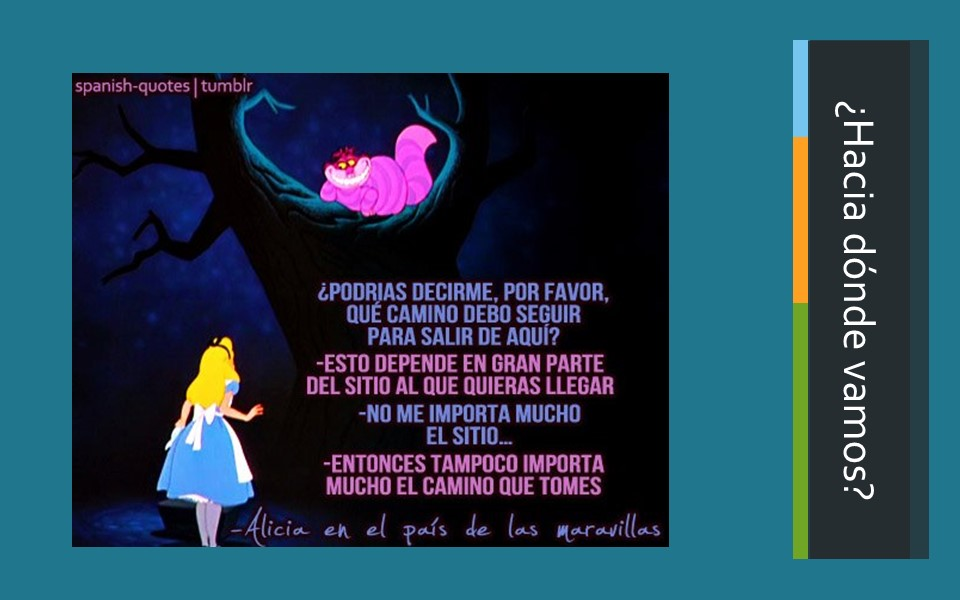 spanish-quotes | tumblr
¿PODRIAS DECIRME, POR FAVOR,
QUÉ CAMINO DEBO SEGUIR
PARA SALIR DE AQUÍ?
-ESTO DEPENDE EN GRAN PARTE
DEL SITIO AL QUE QUIERAS LLEGAR
-NO ME IMPORTA MUCHO
EL SITIO...
-ENTONCES TAMPOCO IMPORTA
MUCHO EL CAMINO QUE TOMES
-Alicia en el país de las maravillas
¿Hacia dónde vamos?